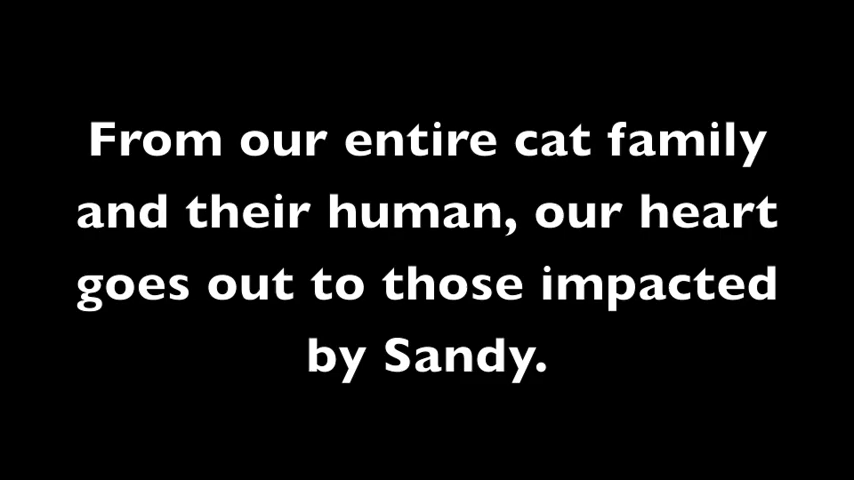 From our entire cat family
and their human, our heart
goes out to those impacted
by Sandy.